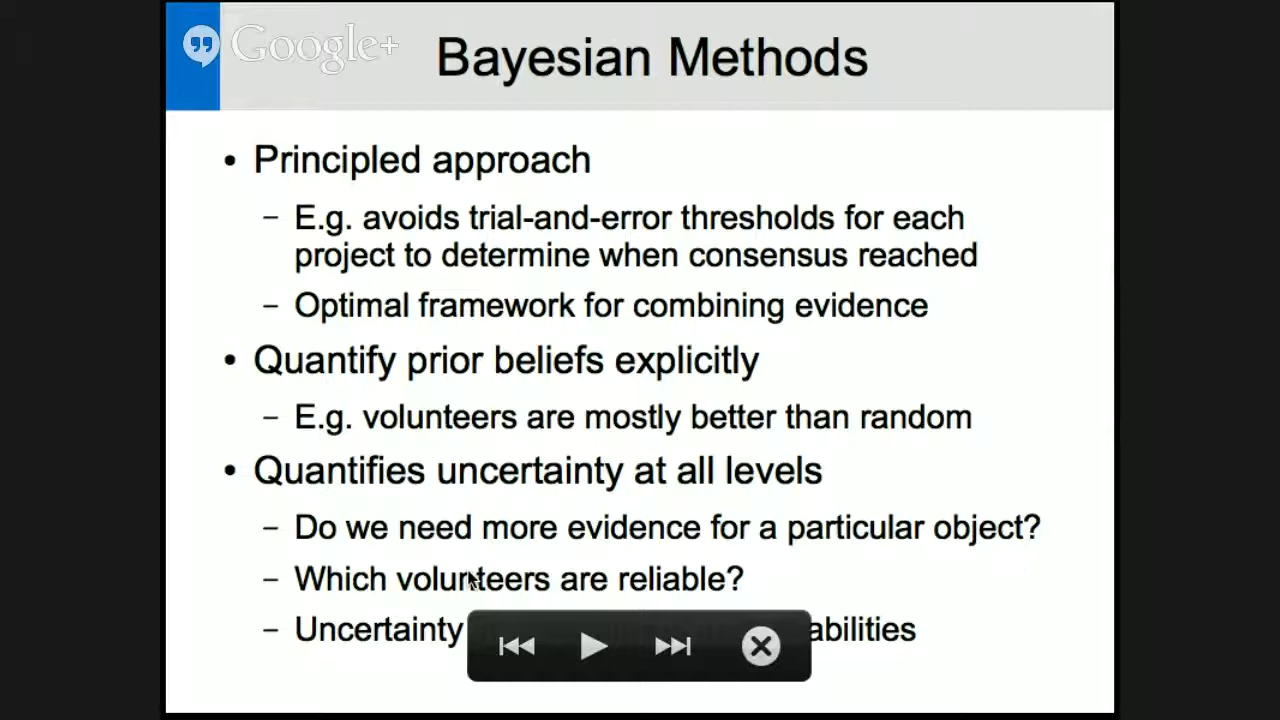 Google+
Bayesian Methods
• Principled approach
– E.g. avoids trial-and-error thresholds for each
project to determine when consensus reached
– Optimal framework for combining evidence
• Quantify prior beliefs explicitly
– E.g. volunteers are mostly better than random
• Quantifies uncertainty at all levels
– Do we need more evidence for a particular object?
– Which volunteers are reliable?
– Uncertainty abilities